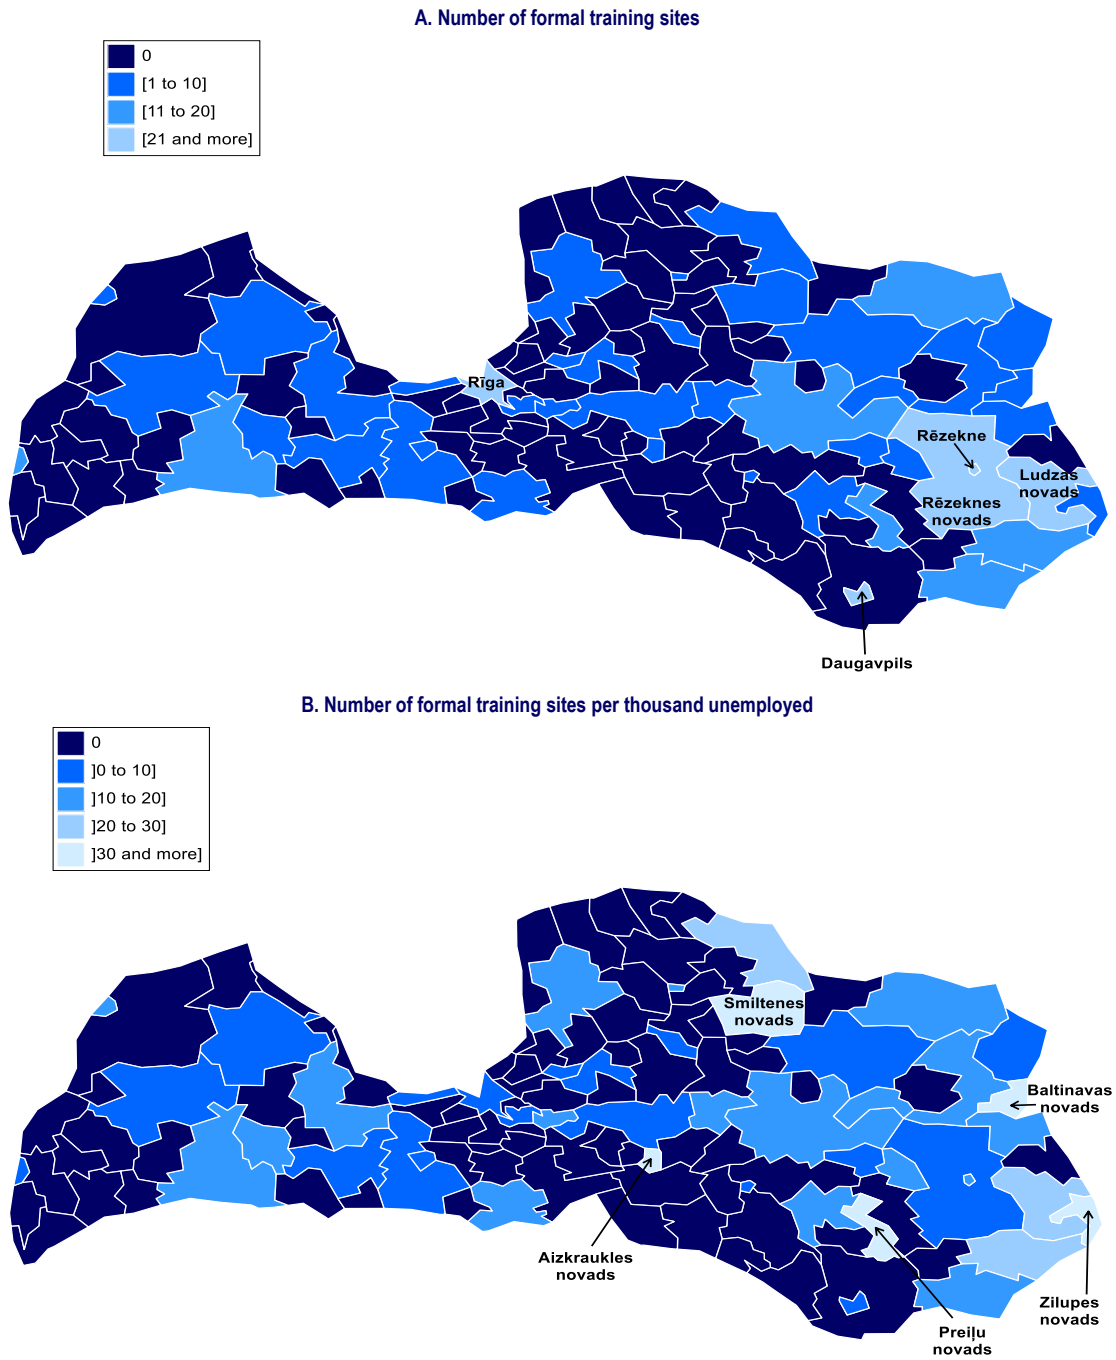 A. Number of formal training sites
0
[1 to 10]
[11 to 20]
[21 and more]
Rīga
Rēzekne
Ludzas
novads
Rēzeknes
novads
Daugavpils
B. Number of formal training sites per thousand unemployed
0
]0 to 10]
]10 to 20]
]20 to 30]
]30 and more]
Smiltenes
novads
Baltinavas
novads
Aizkraukles
novads
Zilupes
novads
Preiļu
novads